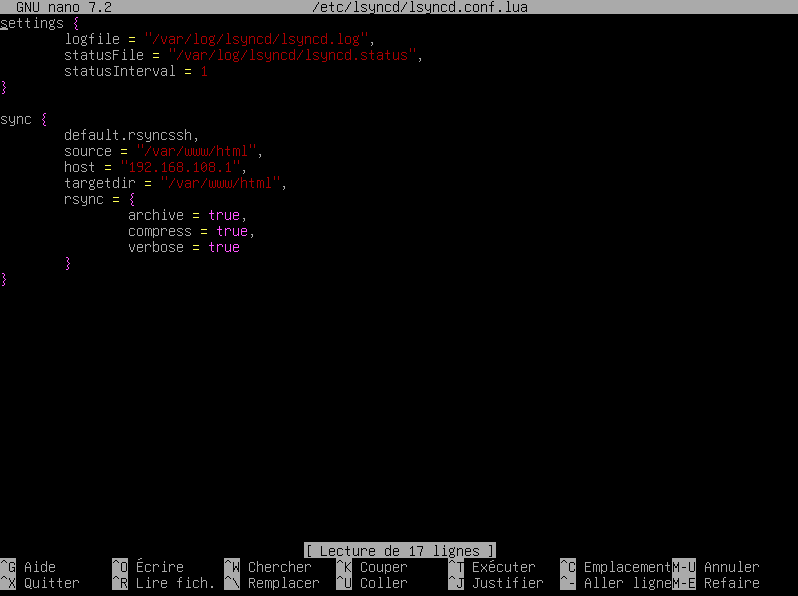 GNU nano 7.2 /etc/lsyncd/lsyncd.conf.lua
settings {
logfile = "/var/log/lsyncd/lsyncd.log",
statusFile = "/var/log/lsyncd/lsyncd.status",
statusInterval = 1
}
sync {
default.rsyncssh,
source = "/var/www/html",
host = "192.168.108.1",
targetdir = "/var/www/html",
rsync = {
archive = true,
compress = true,
verbose = true
}
}
[ Lecture de 17 lignes ]
^G Aide ^O Écrire ^W Chercher ^K Couper ^T Exécuter ^C Emplacement M-U Annuler
^X Quitter ^R Lire fich. ^\ Remplacer ^U Coller ^J Justifier ^- Aller ligne M-E Refaire